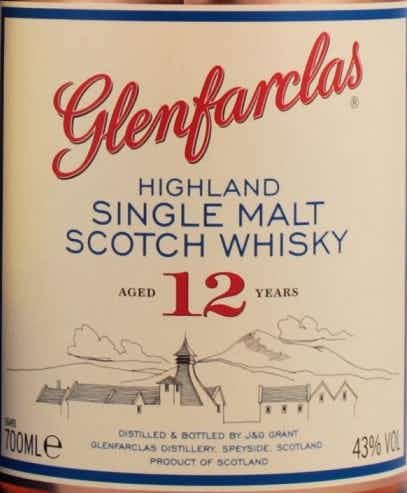 Glenfarclas®
HIGHLAND
SINGLE MALT
SCOTCH WHISKY
AGED 12 YEARS
700ML e
DISTILLED & BOTTLED BY J&G GRANT
GLENFARCLAS DISTILLERY, SPEYSIDE, SCOTLAND
PRODUCT OF SCOTLAND
43% VOL